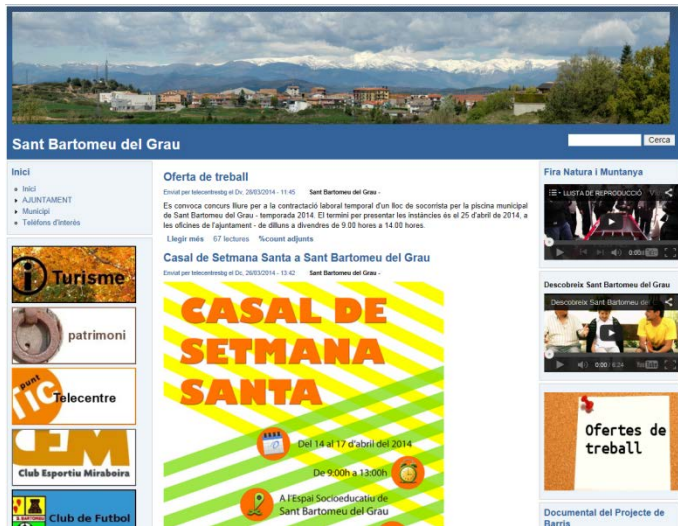 Sant Bartomeu del Grau
Cerca
Inici
Inici
AJUNTAMENT
Municipi
Telèfons d'interès
Turisme
patrimoni
punt
TIC
Telecentre
CEM
Club Esportiu Miraboira
Club de Futbol
Oferta de treball
Enviat per telecentrestg el Dv, 28/03/2014 - 11:45 Sant Bartomeu del Grau -
Es convoca concurs lliure per a la contractació laboral temporal d'un lloc de socorrista per la piscina municipal
de Sant Bartomeu del Grau - temporada 2014. El termini per presentar les instàncies és el 25 d'abril de 2014, a
les oficines de l'ajuntament - de dilluns a divendres de 9.00 hores a 14.00 hores.
Llegir més 67 lectures %count adjunts
Casal de Setmana Santa a Sant Bartomeu del Grau
Enviat per telecentrestg el Dc, 26/03/2014 - 13:42 Sant Bartomeu del Grau -
CASAL DE
SETMANA
SANTA
Del 14 al 17 d'abril del 2014
De 9:00h a 13:00h
A l'Espai Socioeducatiu de
Sant Bartomeu del Grau
Fira Natura i Muntanya
LLISTA DE REPRODUCCIÓ
0:00
Descobreix Sant Bartomeu del Grau
Descobreix Sant Bartomeu del
0:00 / 6:24
Ofertes de
treball
Documental del Projecte de
Barris